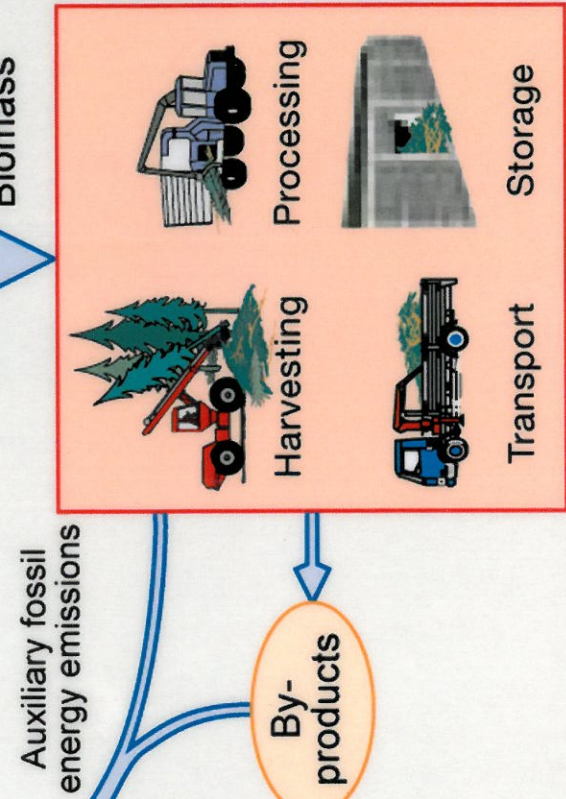 Biomass
Harvesting
Processing
Transport
Storage
Auxiliary fossil
energy emissions
By-
products